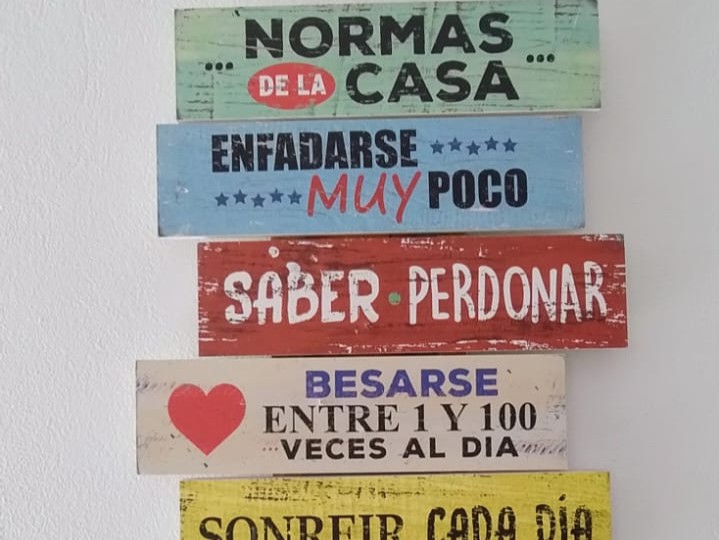 ...NORMAS...
DE LA CASA
ENFADARSE
MUY POCO
SABER • PERDONAR
BESARSE
ENTRE 1 Y 100
...VECES AL DIA...
SONREIR CADA DÍA